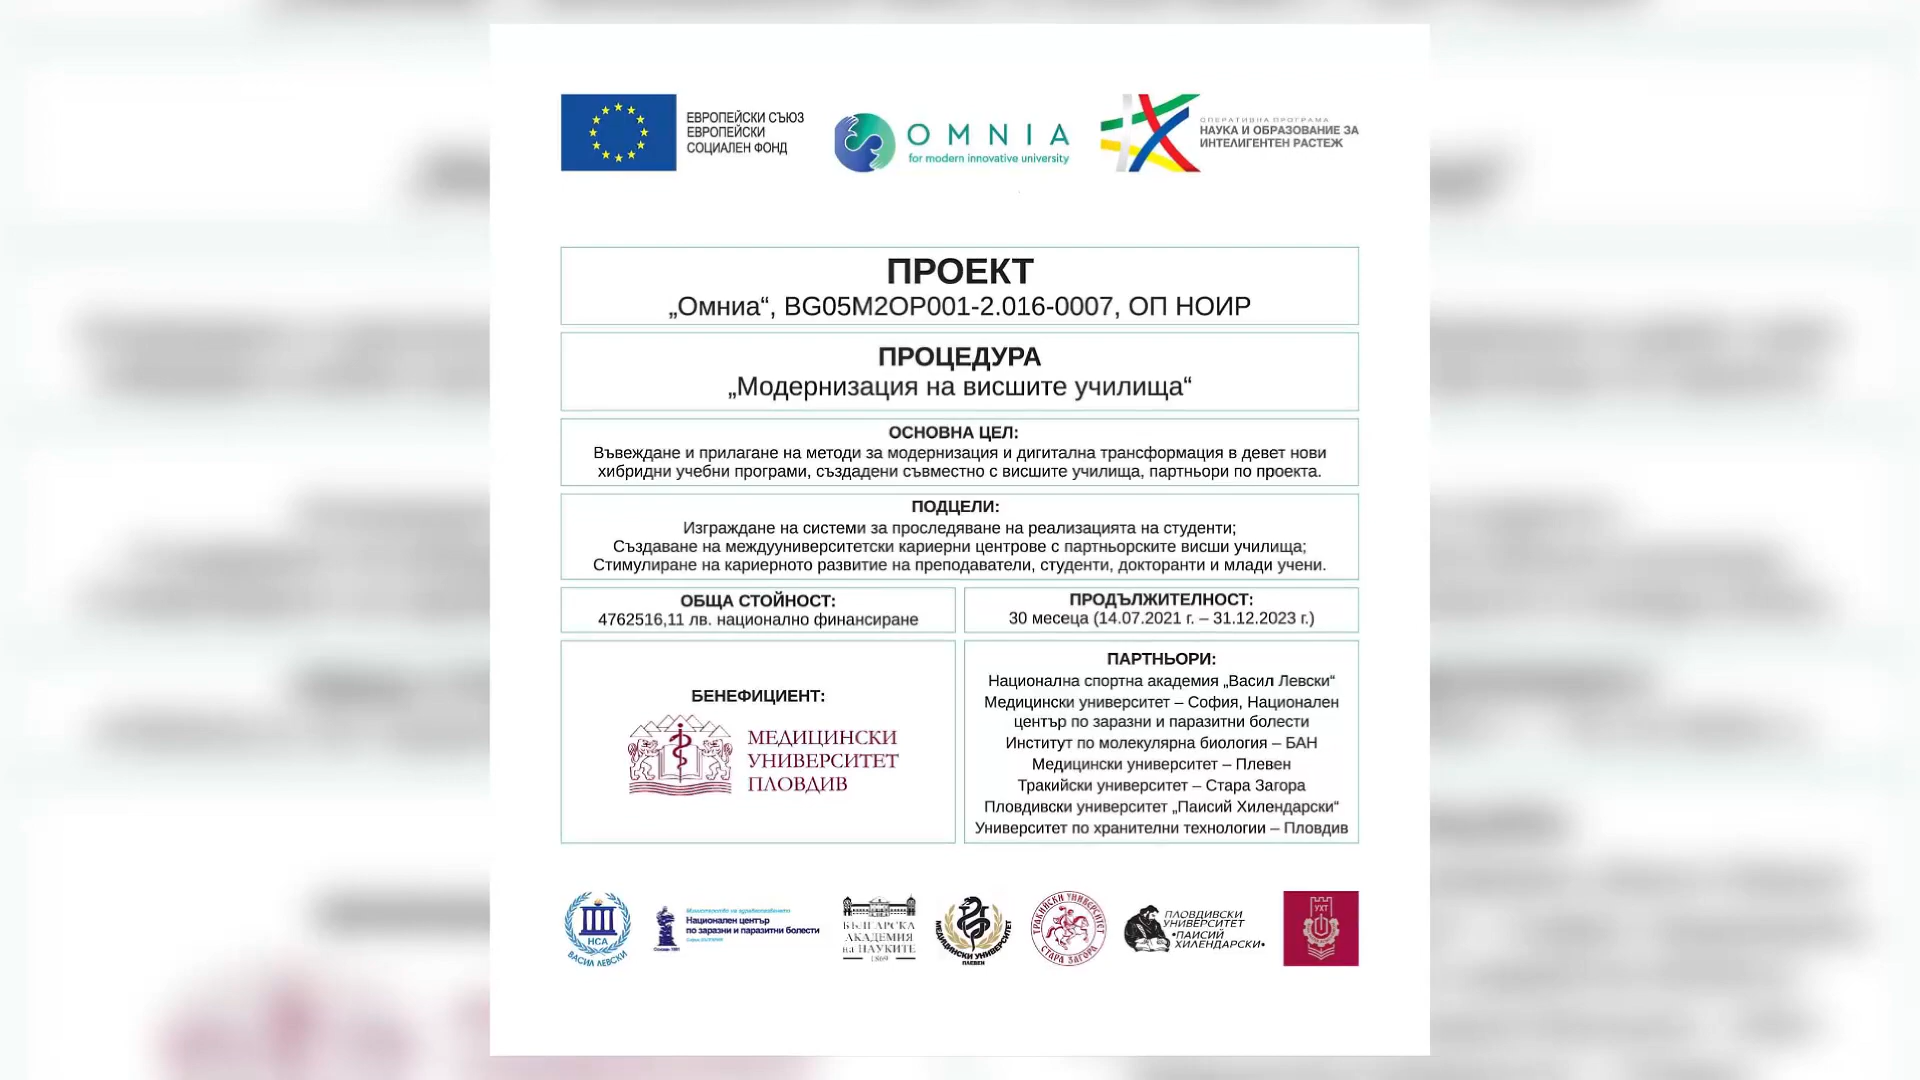 ЕВРОПЕЙСКИ СЪЮЗ
ЕВРОПЕЙСКИ
СОЦИАЛЕН ФОНД
OMNIA
for modern innovative university
ОПЕРАТИВНА ПРОГРАМА
НАУКА И ОБРАЗОВАНИЕ ЗА
ИНТЕЛИГЕНТЕН РАСТЕЖ
ПРОЕКТ
„Омниа“, BG05M2OP001-2.016-0007, ОП НОИР
ПРОЦЕДУРА
„Модернизация на висшите училища“
ОСНОВНА ЦЕЛ:
Въвеждане и прилагане на методи за модернизация и дигитална трансформация в девет нови
хибридни учебни програми, създадени съвместно с висшите училища, партньори по проекта.
ПОДЦЕЛИ:
Изграждане на системи за проследяване на реализацията на студенти;
Създаване на междууниверситетски кариерни центрове с партньорските висши училища;
Стимулиране на кариерното развитие на преподаватели, студенти, докторанти и млади учени.
ОБЩА СТОЙНОСТ:
4762516,11 лв. национално финансиране
ПРОДЪЛЖИТЕЛНОСТ:
30 месеца (14.07.2021 г. – 31.12.2023 г.)
БЕНЕФИЦИЕНТ:
МЕДИЦИНСКИ
УНИВЕРСИТЕТ
ПЛОВДИВ
ПАРТНЬОРИ:
Национална спортна академия „Васил Левски“
Медицински университет – София, Национален
център по заразни и паразитни болести
Институт по молекулярна биология – БАН
Медицински университет – Плевен
Тракийски университет – Стара Загора
Пловдивски университет „Паисий Хилендарски“
Университет по хранителни технологии – Пловдив
НСА
ВАСИЛ ЛЕВСКИ
Министерство на здравеопазването
Национален център
по заразни и паразитни болести
БЪЛГАРСКА
АКАДЕМИЯ
на НАУКИТЕ
1869
МЕДИЦИНСКИ УНИВЕРСИТЕТ
ПЛЕВЕН
ТРАКИЙСКИ УНИВЕРСИТЕТ
СТАРА ЗАГОРА
ПЛОВДИВСКИ
УНИВЕРСИТЕТ
•ПАИСИЙ
ХИЛЕНДАРСКИ•
УХТ